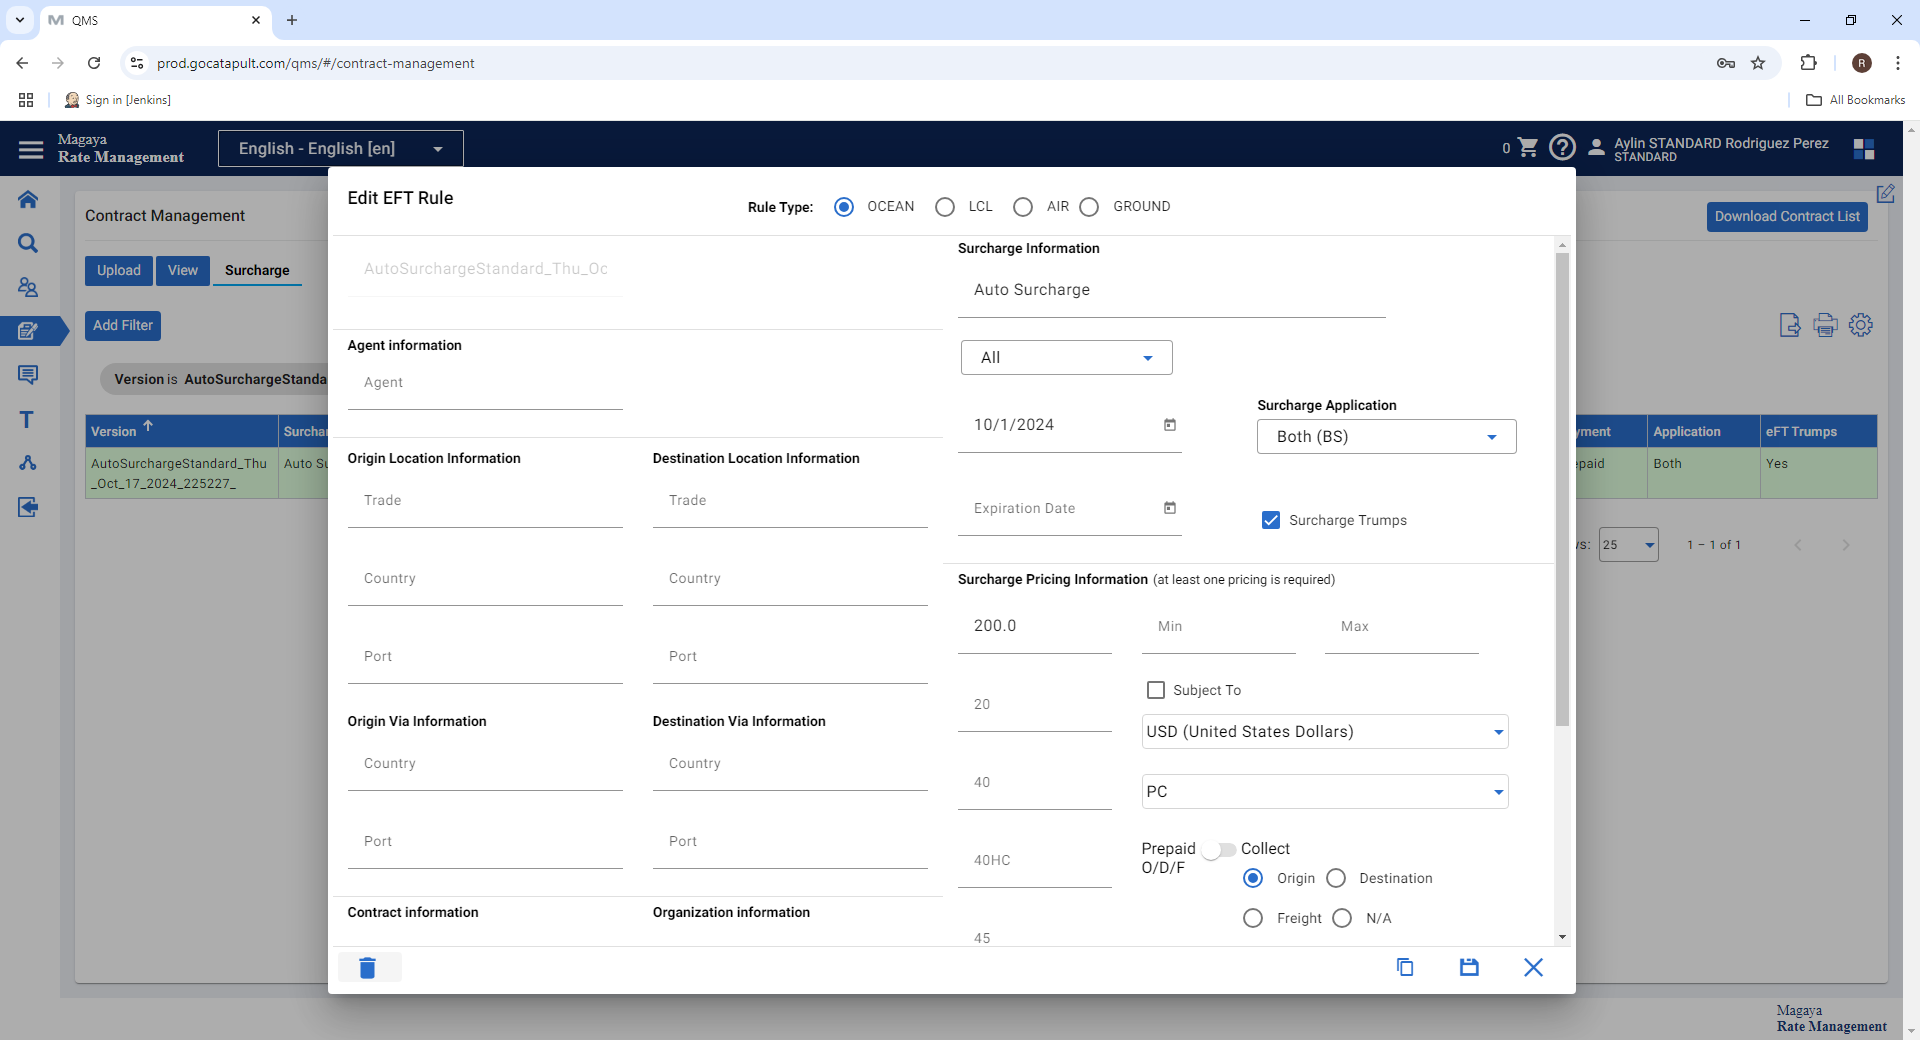 QMS
prod.gocatapult.com/qms/#/contract-management
R
Sign in [Jenkins]
All Bookmarks
Magaya
Rate Management
English - English [en]
0
Aylin STANDARD Rodriguez Perez
STANDARD
Contract Management
Download Contract List
Upload
View
Surcharge
Add Filter
Version is AutoSurchargeStanda
Version
Surchar
yment
Application
eFT Trumps
AutoSurchargeStandard_Thu
_Oct_17_2024_225227_
Auto Su
epaid
Both
Yes
vs:
25
1 – 1 of 1
T
Edit EFT Rule
Rule Type:
OCEAN
LCL
AIR
GROUND
AutoSurchargeStandard_Thu_Oc
Agent information
Agent
Origin Location Information
Destination Location Information
Trade
Trade
Country
Country
Port
Port
Origin Via Information
Destination Via Information
Country
Country
Port
Port
Contract information
Organization information
Surcharge Information
Auto Surcharge
All
10/1/2024
Surcharge Application
Both (BS)
Expiration Date
Surcharge Trumps
Surcharge Pricing Information (at least one pricing is required)
200.0
Min
Max
20
Subject To
USD (United States Dollars)
40
PC
40HC
Prepaid
Collect
O/D/F
Origin
Destination
Freight
N/A
45
Magaya
Rate Management